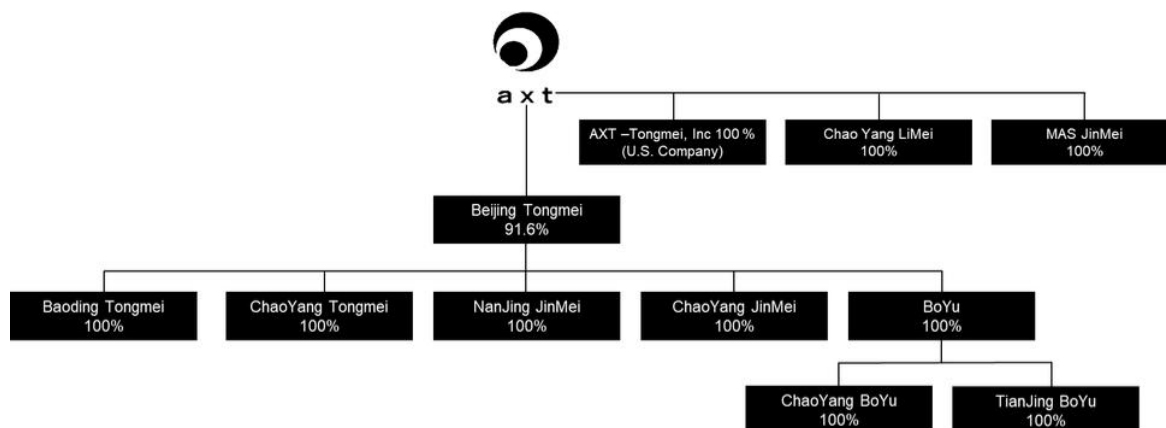 axt
AXT –Tongmei, Inc 100 %
(U.S. Company)
Chao Yang LiMei
100%
MAS JinMei
100%
Beijing Tongmei
91.6%
Baoding Tongmei
100%
ChaoYang Tongmei
100%
NanJing JinMei
100%
ChaoYang JinMei
100%
BoYu
100%
ChaoYang BoYu
100%
TianJing BoYu
100%